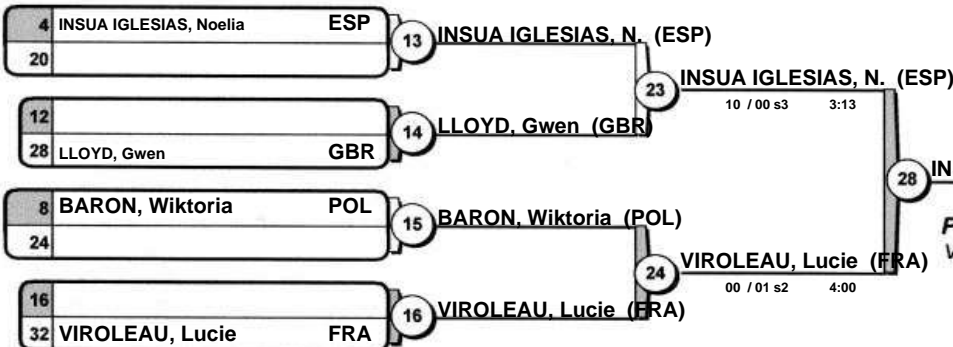 4 INSUA IGLESIAS, Noelia ESP
20
13 INSUA IGLESIAS, N. (ESP)
23 INSUA IGLESIAS, N. (ESP)
10 / 00 s3 3:13
12
28 LLOYD, Gwen GBR
14 LLOYD, Gwen (GBR)
28 IN
8 BARON, Wiktoria POL
24
15 BARON, Wiktoria (POL)
24 VIROLEAU, Lucie (FRA)
00 / 01 s2 4:00
16
32 VIROLEAU, Lucie FRA
16 VIROLEAU, Lucie (FRA)